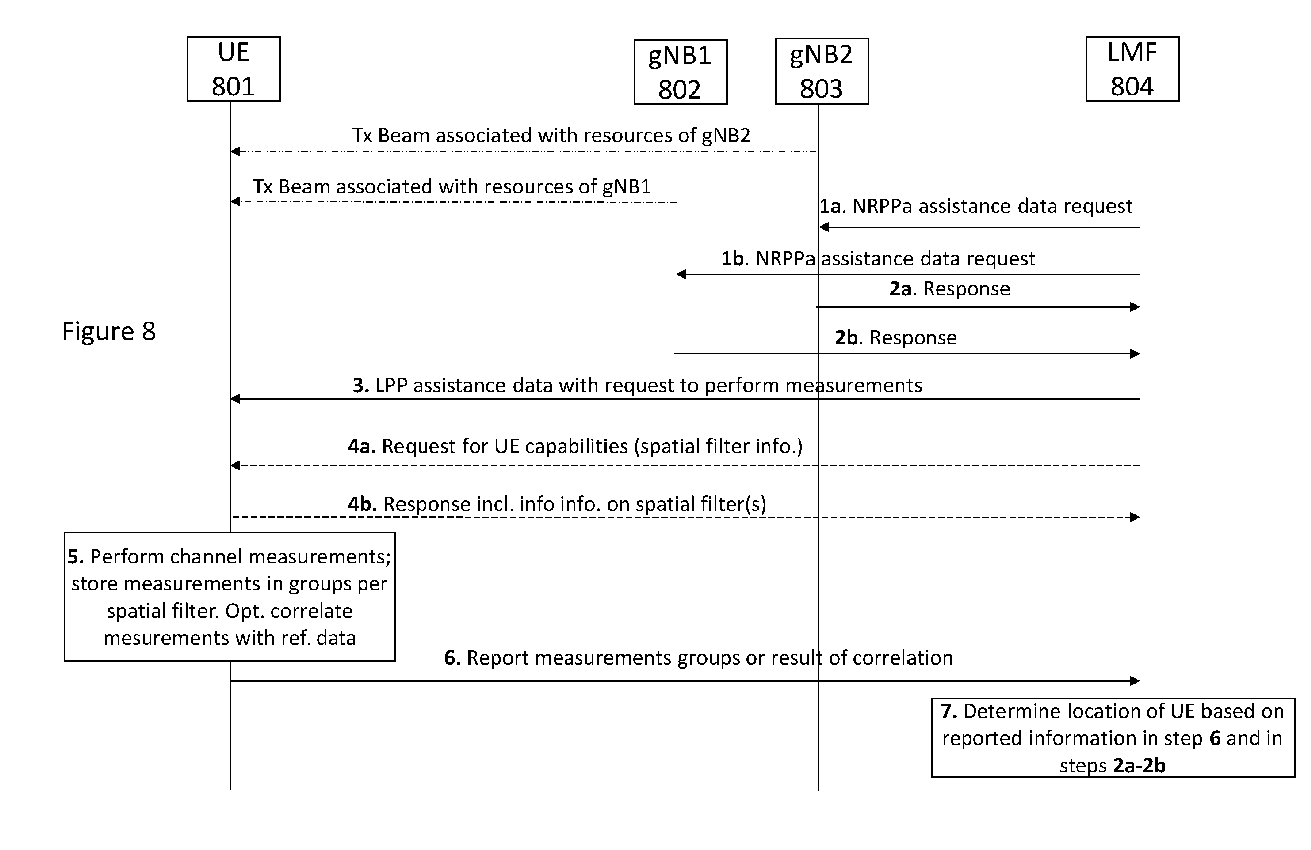 UE
801
gNB1
802
gNB2
803
LMF
804
Tx Beam associated with resources of gNB2
Tx Beam associated with resources of gNB1
1a. NRPPa assistance data request
1b. NRPPa assistance data request
2a. Response
Figure 8
2b. Response
3. LPP assistance data with request to perform measurements
4a. Request for UE capabilities (spatial filter info.)
4b. Response incl. info info. on spatial filter(s)
5. Perform channel measurements;
store measurements in groups per
spatial filter. Opt. correlate
mesurements with ref. data
6. Report measurements groups or result of correlation
7. Determine location of UE based on
reported information in step 6 and in
steps 2a-2b